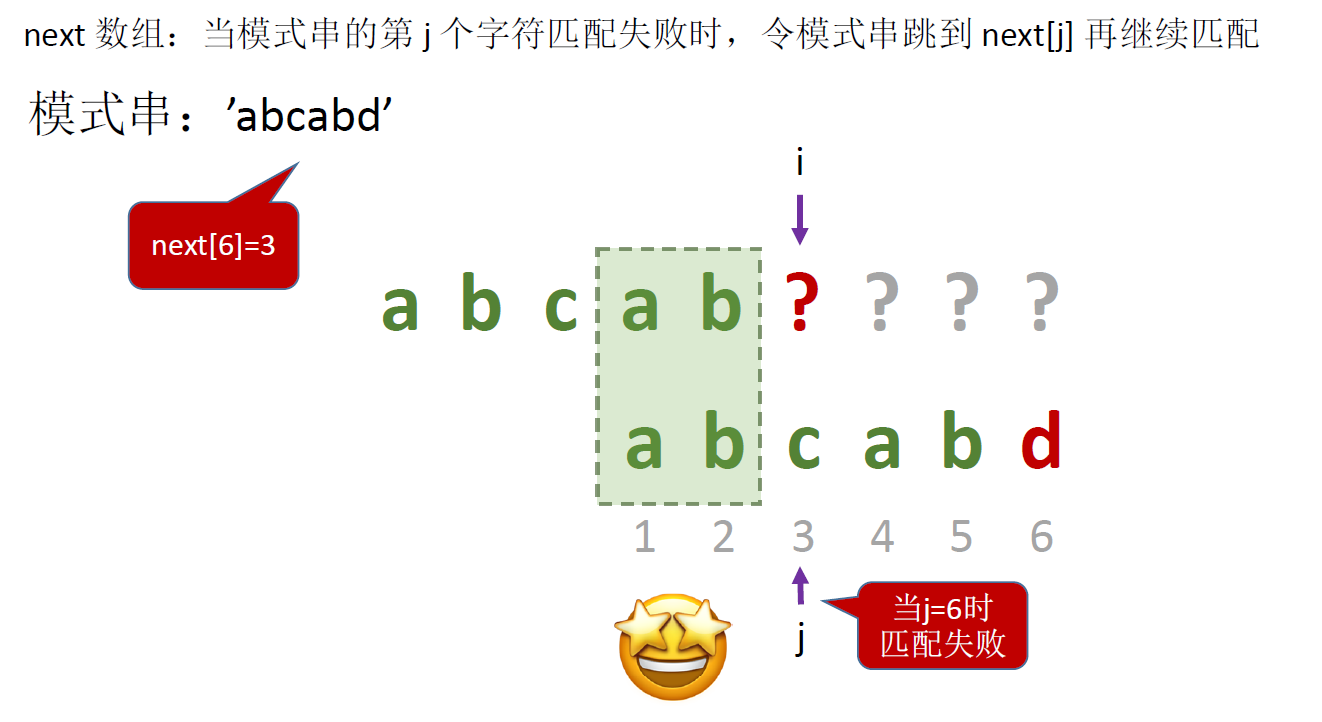 next 数组：当模式串的第 j 个字符匹配失败时，令模式串跳到 next[j] 再继续匹配
模式串：’abcabd’
i
next[6]=3
a b c a b ? ? ? ?
a b c a b d
1 2 3 4 5 6
当j=6时
匹配失败
j